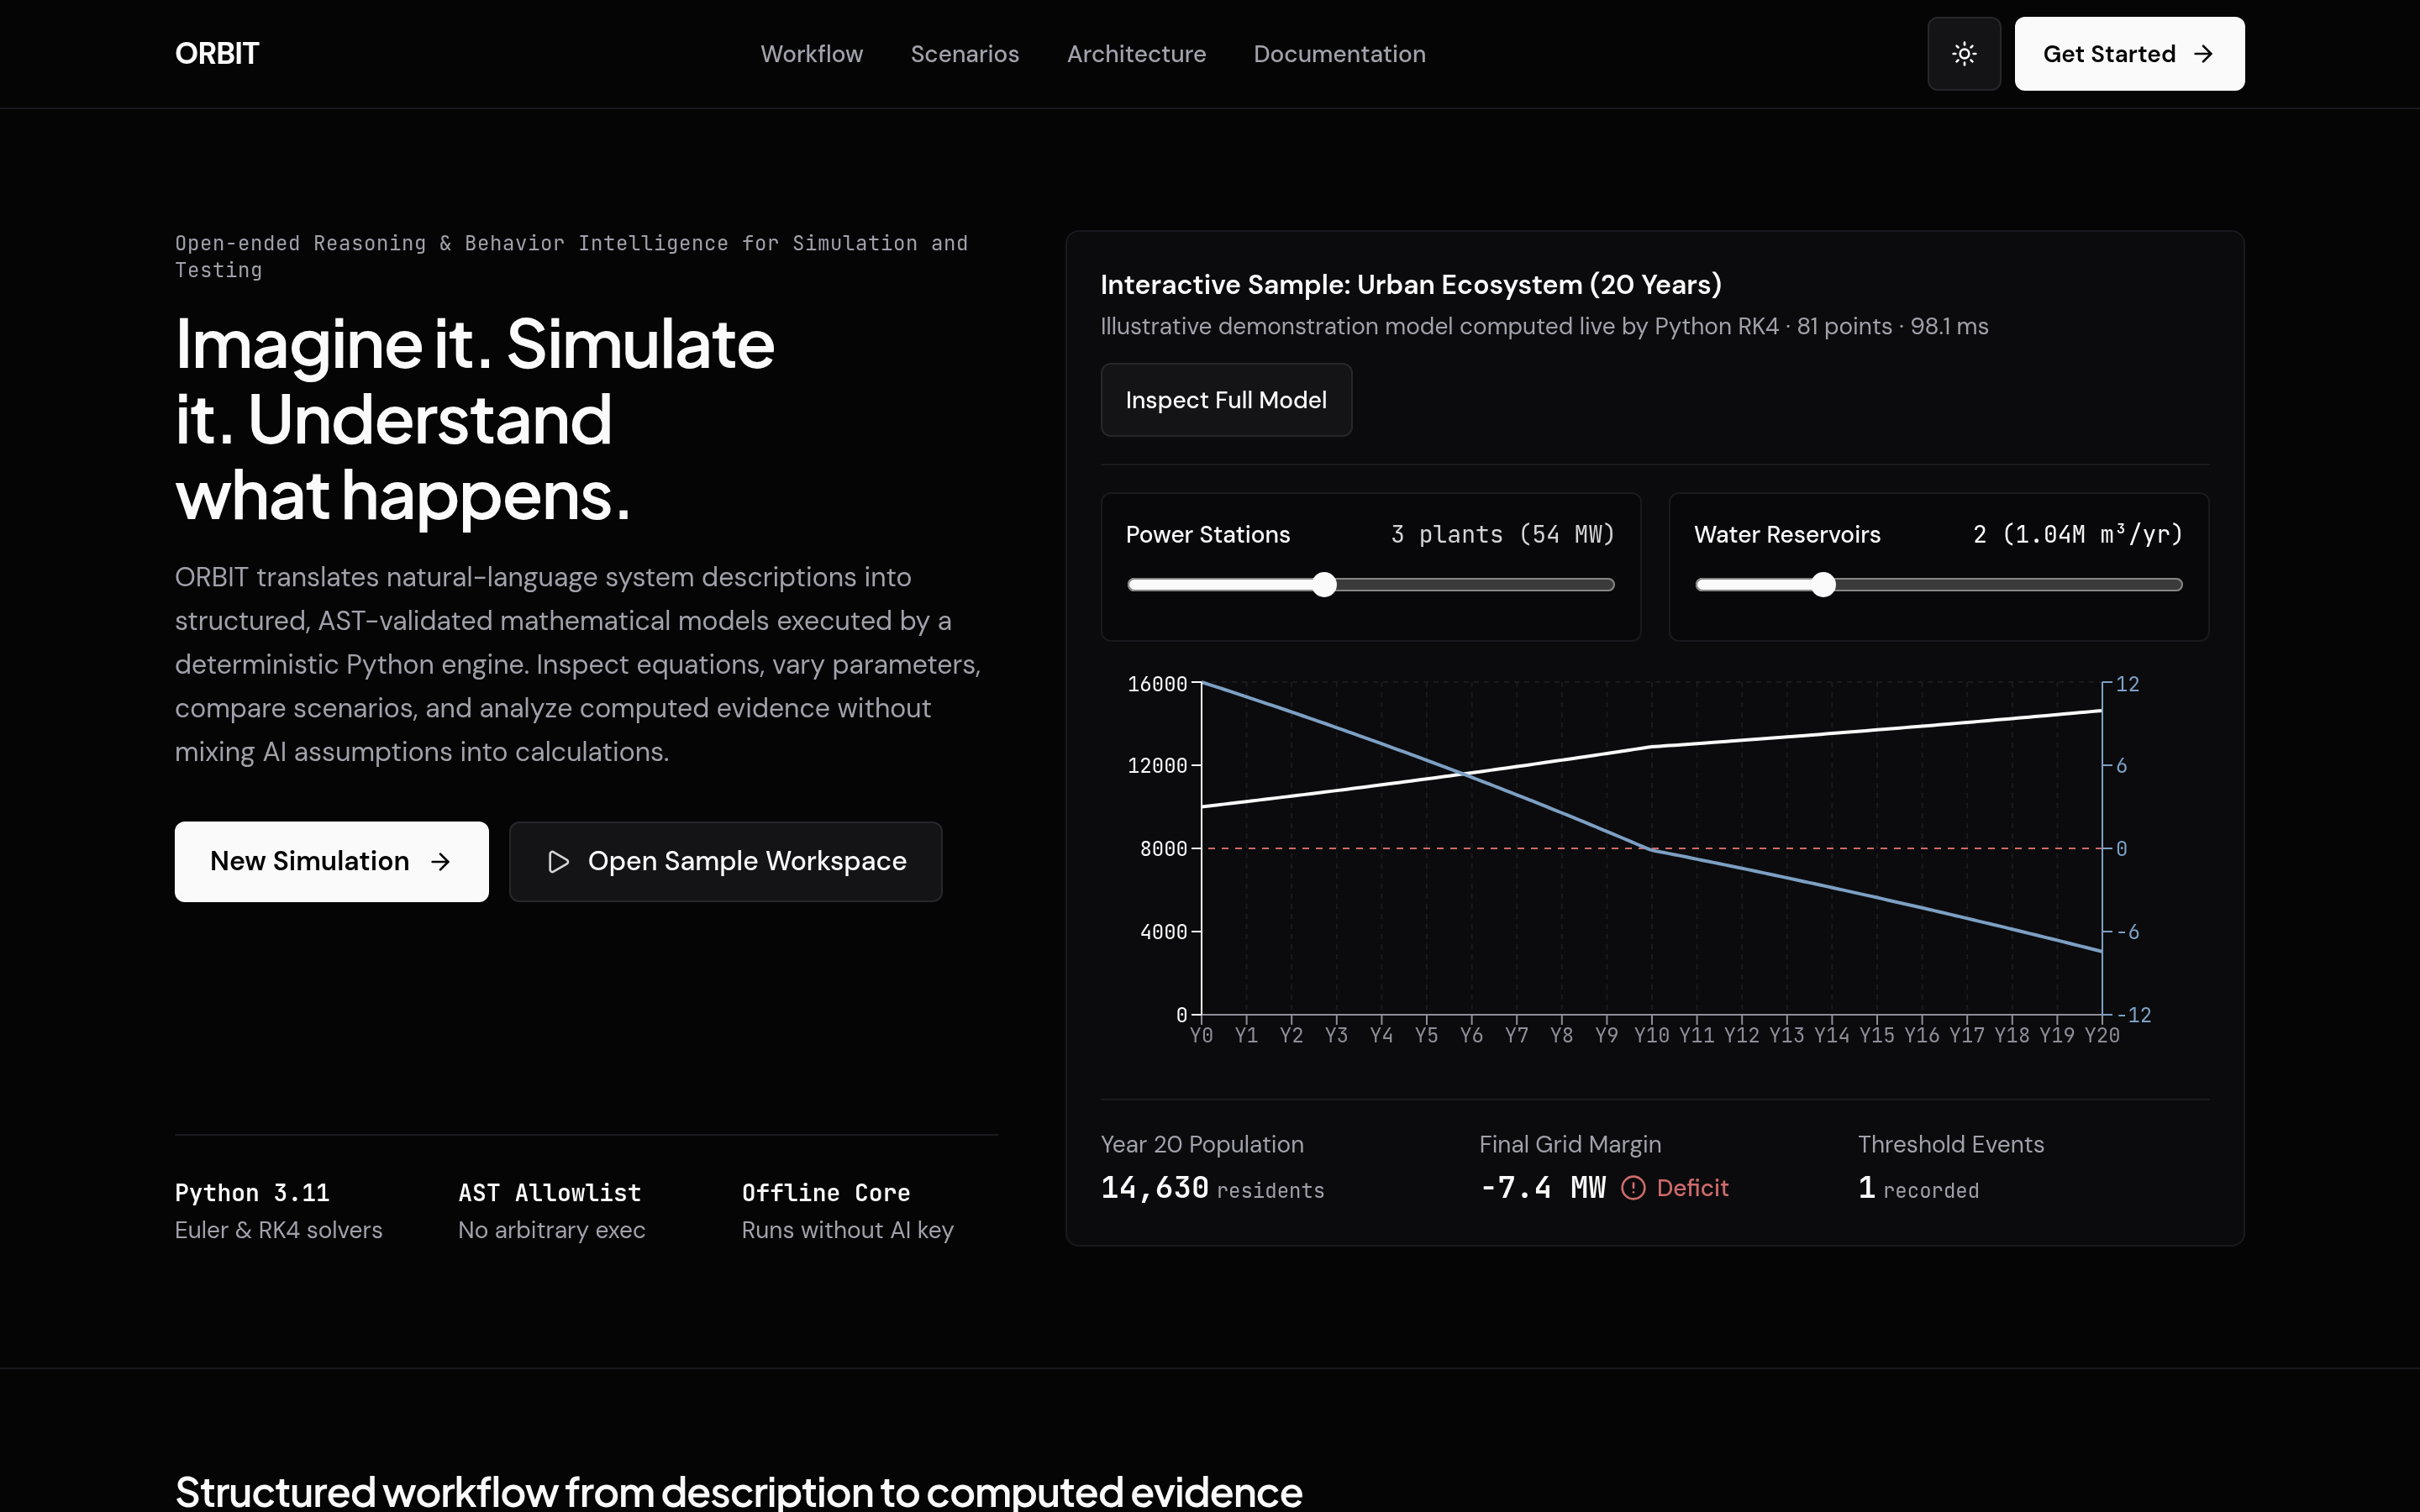 ORBIT
Workflow
Scenarios
Architecture
Documentation
Get Started
Open-ended Reasoning & Behavior Intelligence for Simulation and
Testing
Imagine it. Simulate
it. Understand
what happens.
ORBIT translates natural-language system descriptions into
structured, AST-validated mathematical models executed by a
deterministic Python engine. Inspect equations, vary parameters,
compare scenarios, and analyze computed evidence without
mixing AI assumptions into calculations.
New Simulation
Open Sample Workspace
Python 3.11
Euler & RK4 solvers
AST Allowlist
No arbitrary exec
Offline Core
Runs without AI key
Interactive Sample: Urban Ecosystem (20 Years)
Illustrative demonstration model computed live by Python RK4 · 81 points · 98.1 ms
Inspect Full Model
Power Stations 3 plants (54 MW)
Water Reservoirs 2 (1.04M m³/yr)
16000
12000
8000
4000
0
12
6
0
-6
-12
Y0 Y1 Y2 Y3 Y4 Y5 Y6 Y7 Y8 Y9 Y10 Y11 Y12 Y13 Y14 Y15 Y16 Y17 Y18 Y19 Y20
Year 20 Population
14,630 residents
Final Grid Margin
-7.4 MW Deficit
Threshold Events
1 recorded
Structured workflow from description to computed evidence